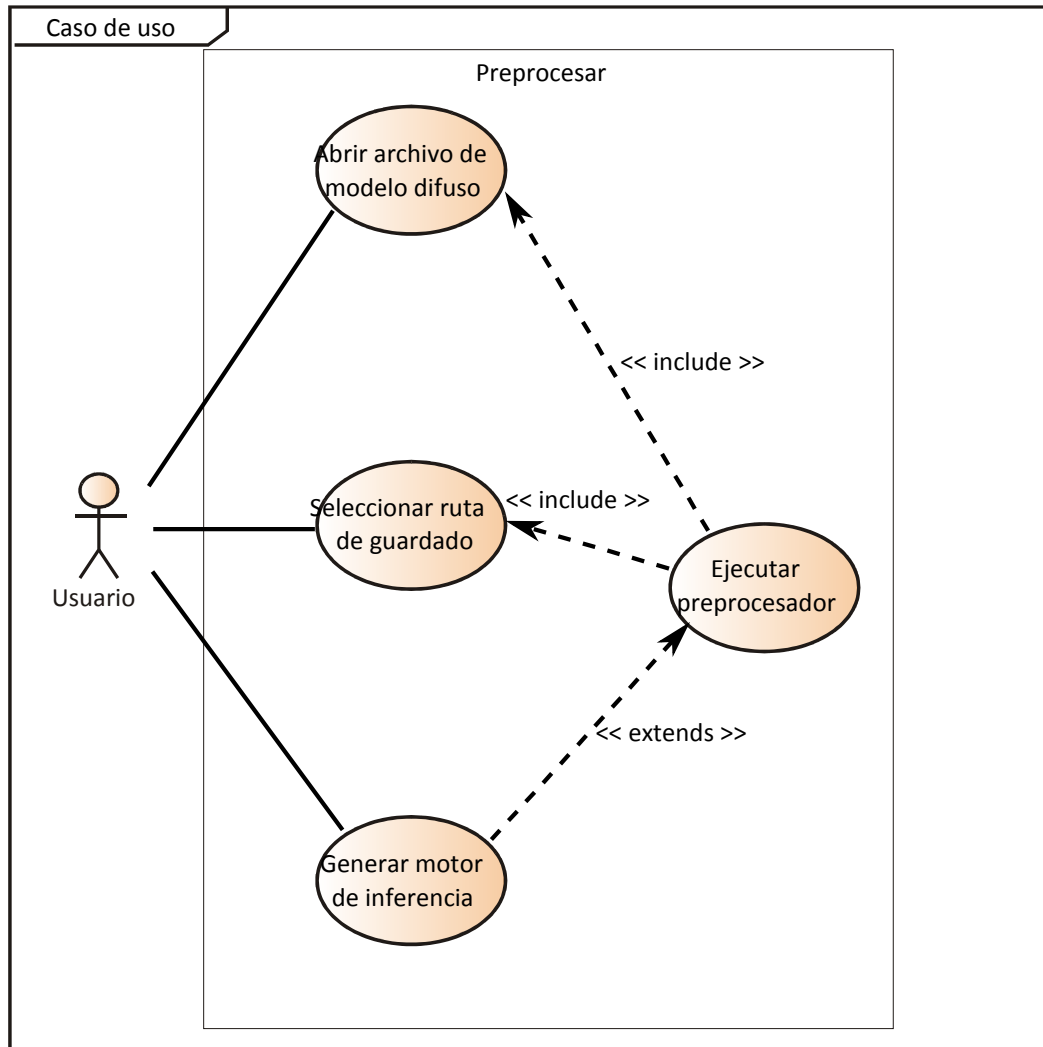 Caso de uso
Preprocesar
Abrir archivo de
modelo difuso
<< include >>
<< include >>
Seleccionar ruta
de guardado
Ejecutar
preprocesador
Usuario
<< extends >>
Generar motor
de inferencia